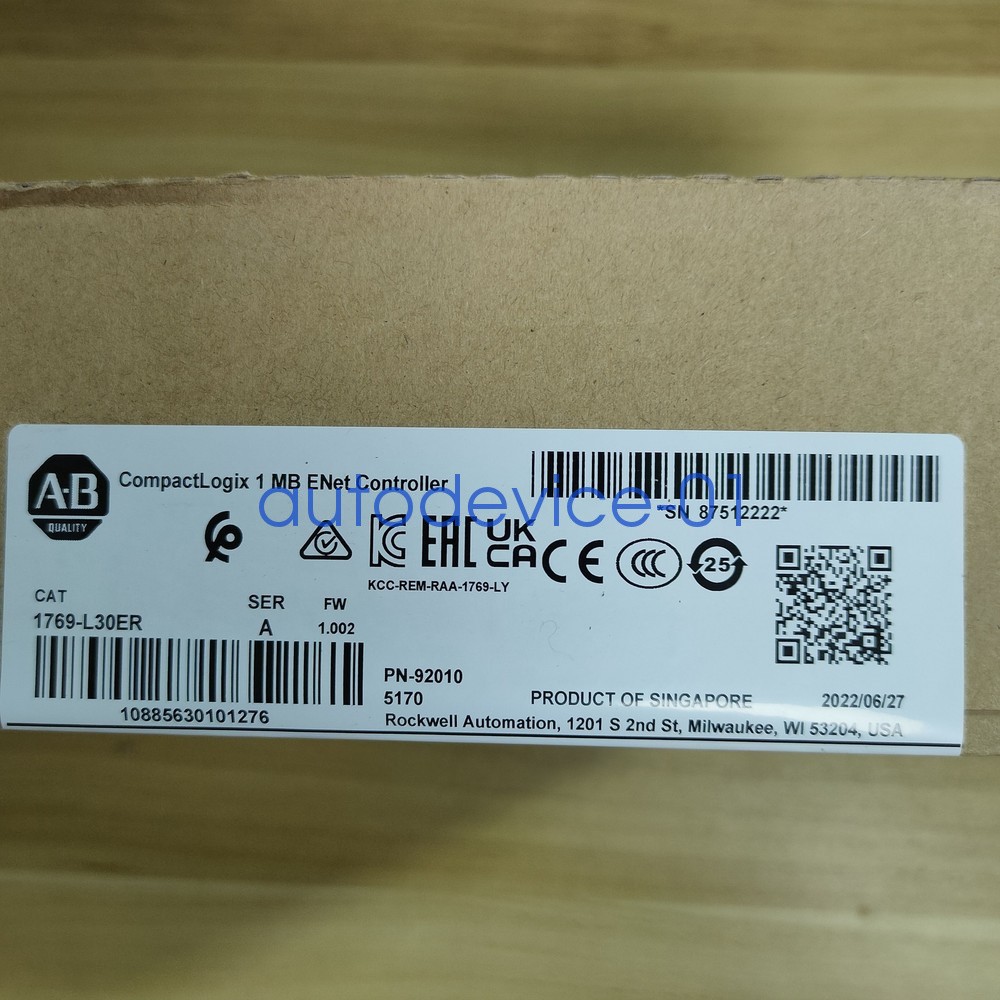 A-B
QUALITY
CompactLogix 1 MB ENet Controller
*SN 87512222*
autodevice-01
EAC
UK
CA
CE
CCC
25
KCC-REM-RAA-1769-LY
CAT
SER
FW
1769-L30ER
A
1.002
10885630101276
PN-92010
5170
PRODUCT OF SINGAPORE
2022/06/27
Rockwell Automation, 1201 S 2nd St, Milwaukee, WI 53204, USA